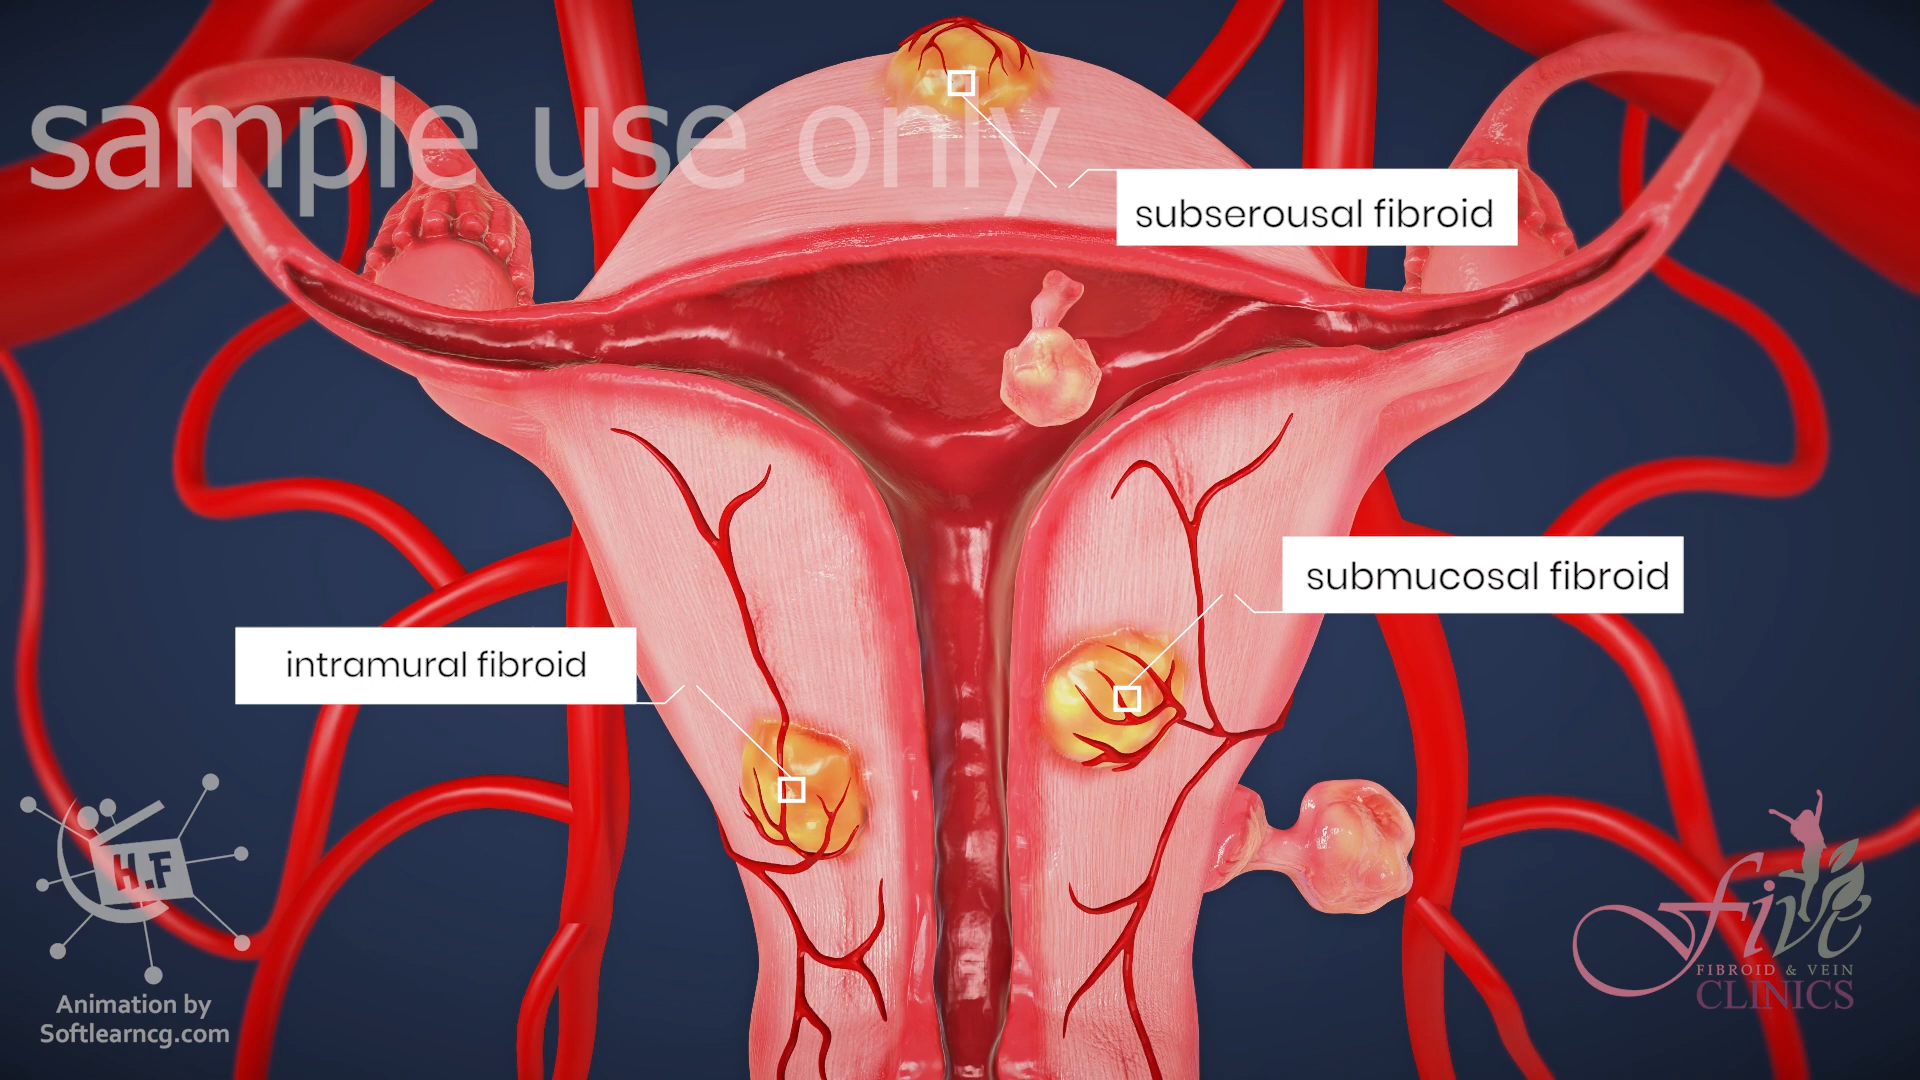 sample use only
subserousal fibroid
submucosal fibroid
intramural fibroid
H.F
Animation by
Softlearncg.com
five
FIBROID & VEIN
CLINICS